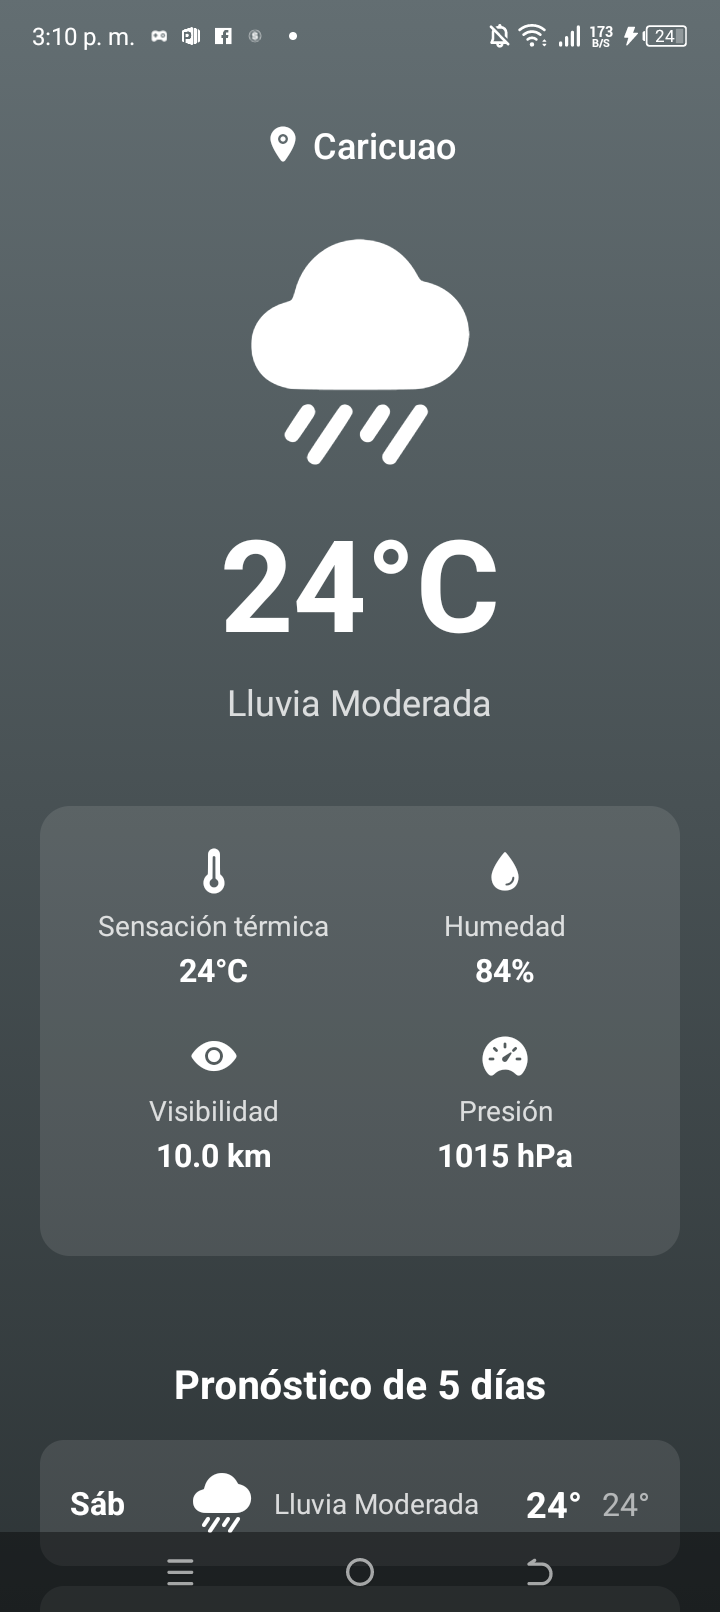 3:10 p. m. 173 B/S 24
Caricuao
24°C
Lluvia Moderada
Sensación térmica Humedad
24°C 84%
Visibilidad Presión
10.0 km 1015 hPa
Pronóstico de 5 días
Sáb Lluvia Moderada 24° 24°